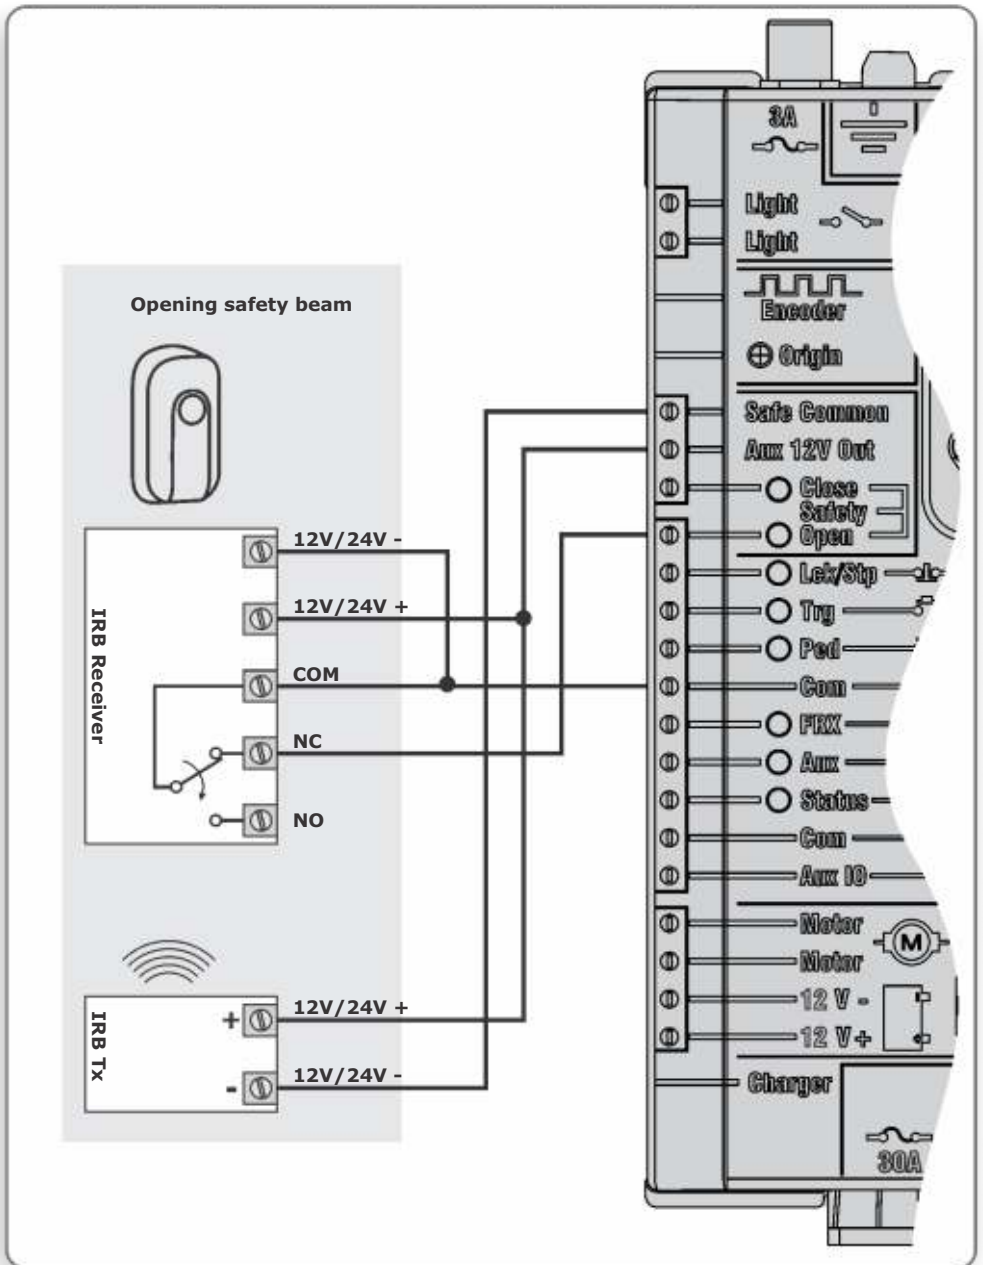 Opening safety beam
IRB Receiver
12V/24V -
12V/24V +
COM
NC
NO
IRB Tx
+
12V/24V +
-
12V/24V -
3A
Light
Light
Encoder
Origin
Safe Common
Aux 12V Out
Close
Safety
Open
Lck/Stp
Trg
Ped
Com
FRX
Aux
Status
Com
Aux IO
Motor
M
Motor
12 V -
12 V +
Charger
30A